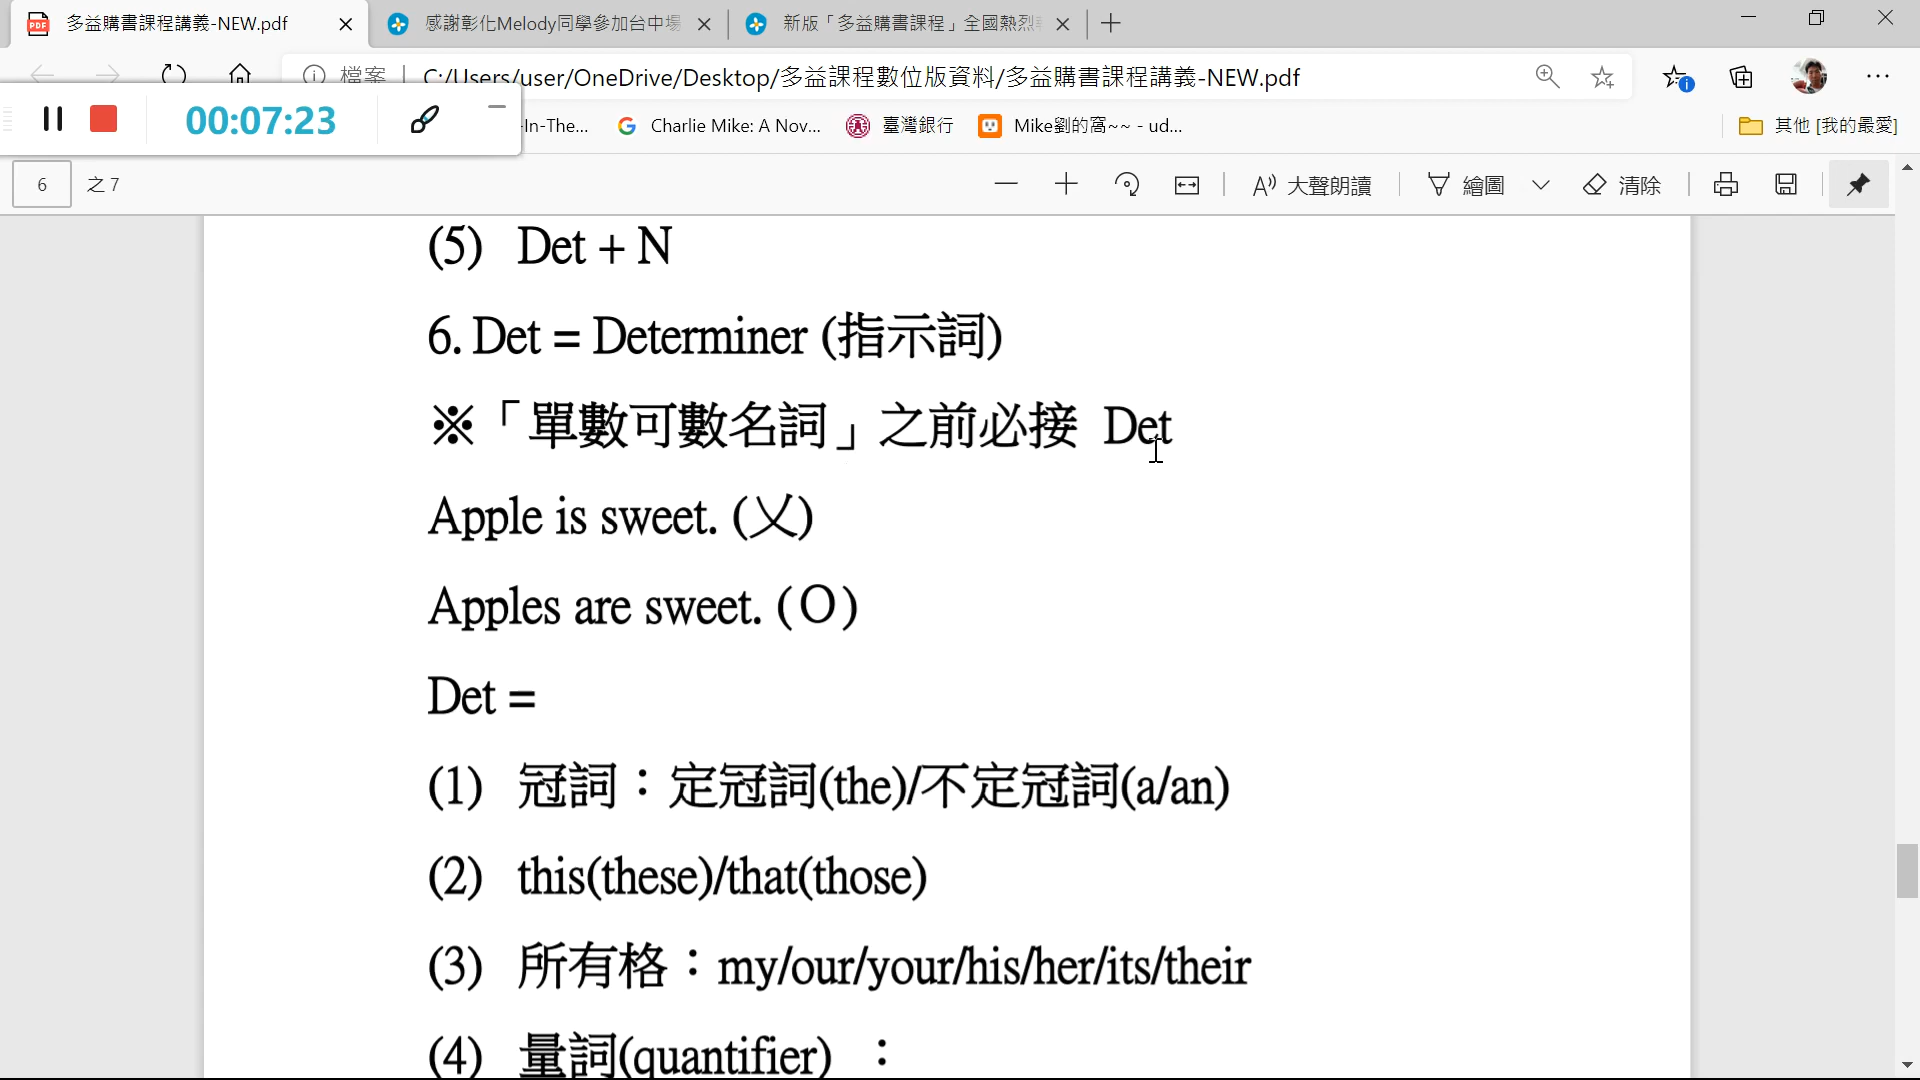 多益購書課程講義-NEW.pdf
感謝彰化Melody同學參加台中場
新版「多益購書課程」全國熱烈
檔案
C:/Users/user/OneDrive/Desktop/多益課程數位版資料/多益購書課程講義-NEW.pdf
00:07:23
-In-The...
Charlie Mike: A Nov...
臺灣銀行
Mike劉的窩~~ - ud...
其他 [我的最愛]
6 之7
大聲朗讀
繪圖
清除
(5) Det + N
6. Det = Determiner (指示詞)
※「單數可數名詞」之前必接 Det
Apple is sweet. (乂)
Apples are sweet. (O)
Det =
(1) 冠詞：定冠詞(the)/不定冠詞(a/an)
(2) this(these)/that(those)
(3) 所有格：my/our/your/his/her/its/their
(4) 量詞(quantifier) ：